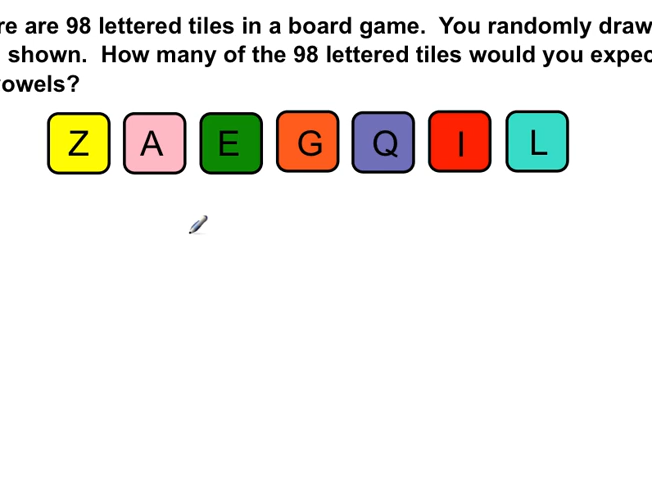 re are 98 lettered tiles in a board game. You randomly draw
shown. How many of the 98 lettered tiles would you expec
owels?
Z A E G Q I L